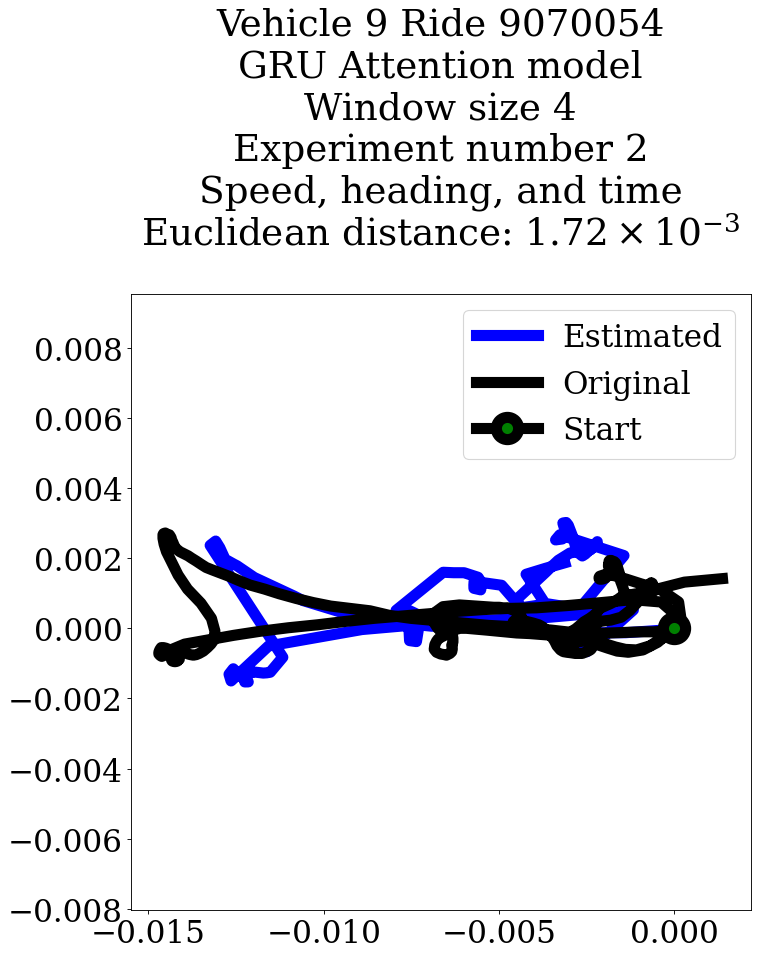 Vehicle 9 Ride 9070054
GRU Attention model
Window size 4
Experiment number 2
Speed, heading, and time
Euclidean distance: 1.72 × 10⁻³
Estimated
Original
Start
0.008
0.006
0.004
0.002
0.000
−0.002
−0.004
−0.006
−0.008
−0.015 −0.010 −0.005 0.000